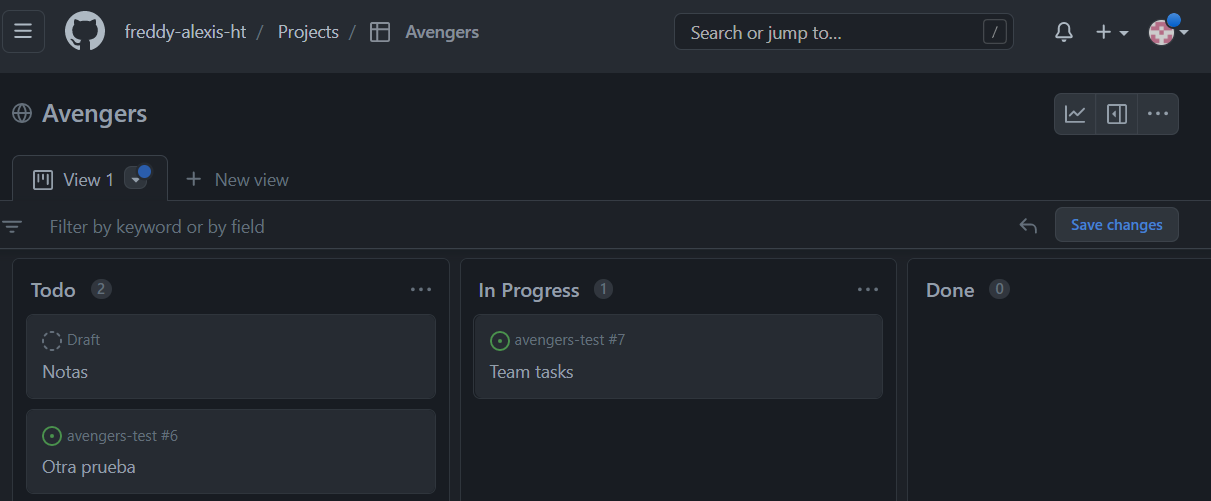 freddy-alexis-ht / Projects / Avengers
Search or jump to... /
Avengers
View 1
New view
Filter by keyword or by field
Save changes
Todo 2
Draft
Notas
avengers-test #6
Otra prueba
In Progress 1
avengers-test #7
Team tasks
Done 0